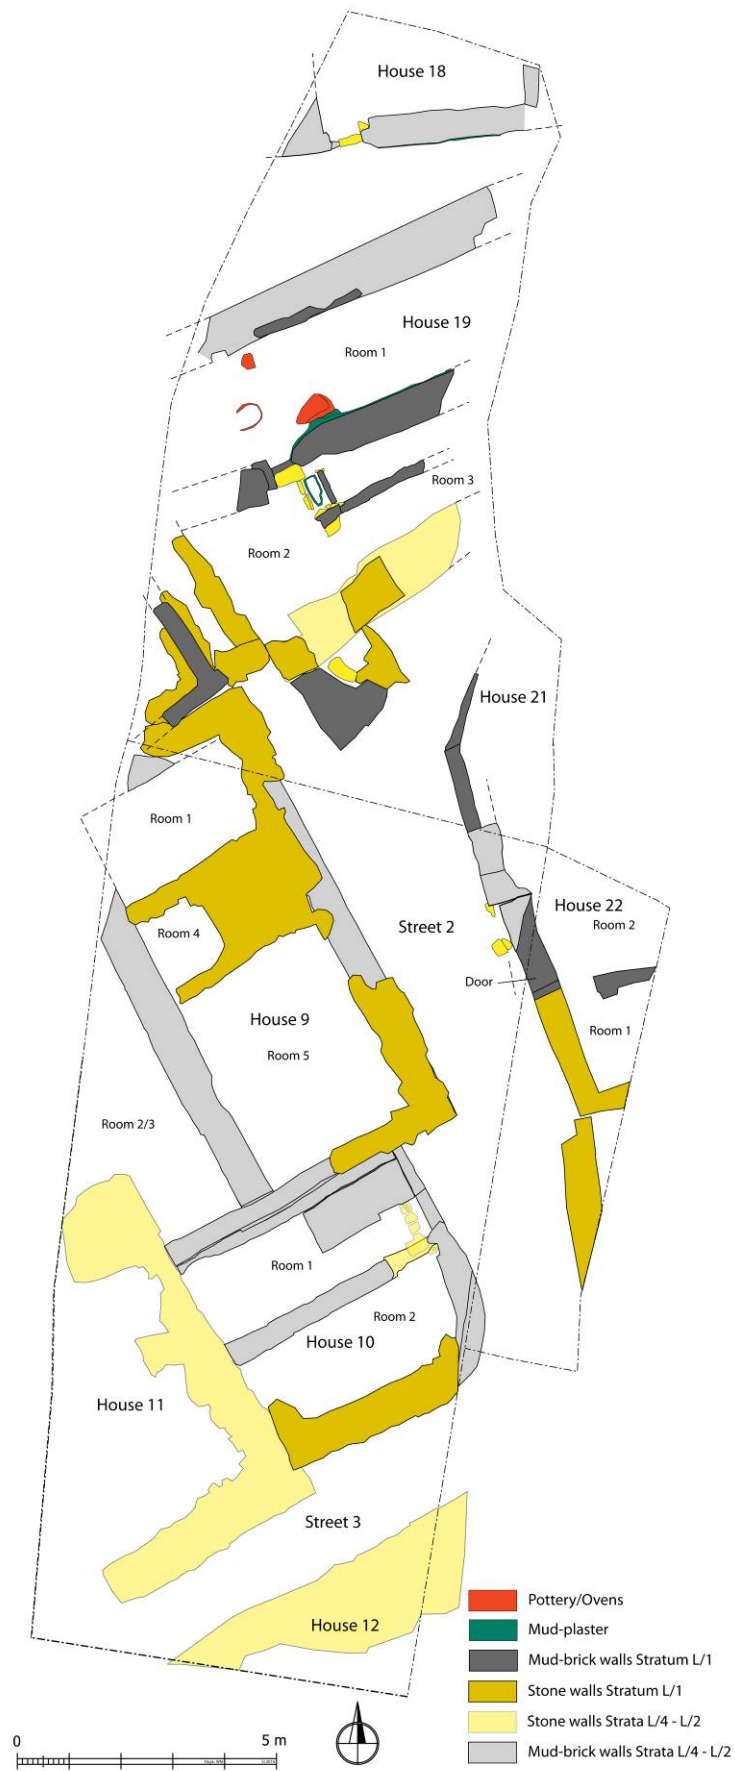 House 18
House 19
Room 1
Room 3
Room 2
House 21
Room 1
House 22
Room 2
Room 4
Street 2
Door
House 9
Room 1
Room 5
Room 2/3
Room 1
Room 2
House 10
House 11
Street 3
House 12
Pottery/Ovens
Mud-plaster
Mud-brick walls Stratum L/1
Stone walls Stratum L/1
Stone walls Strata L/4 - L/2
Mud-brick walls Strata L/4 - L/2
0 5 m